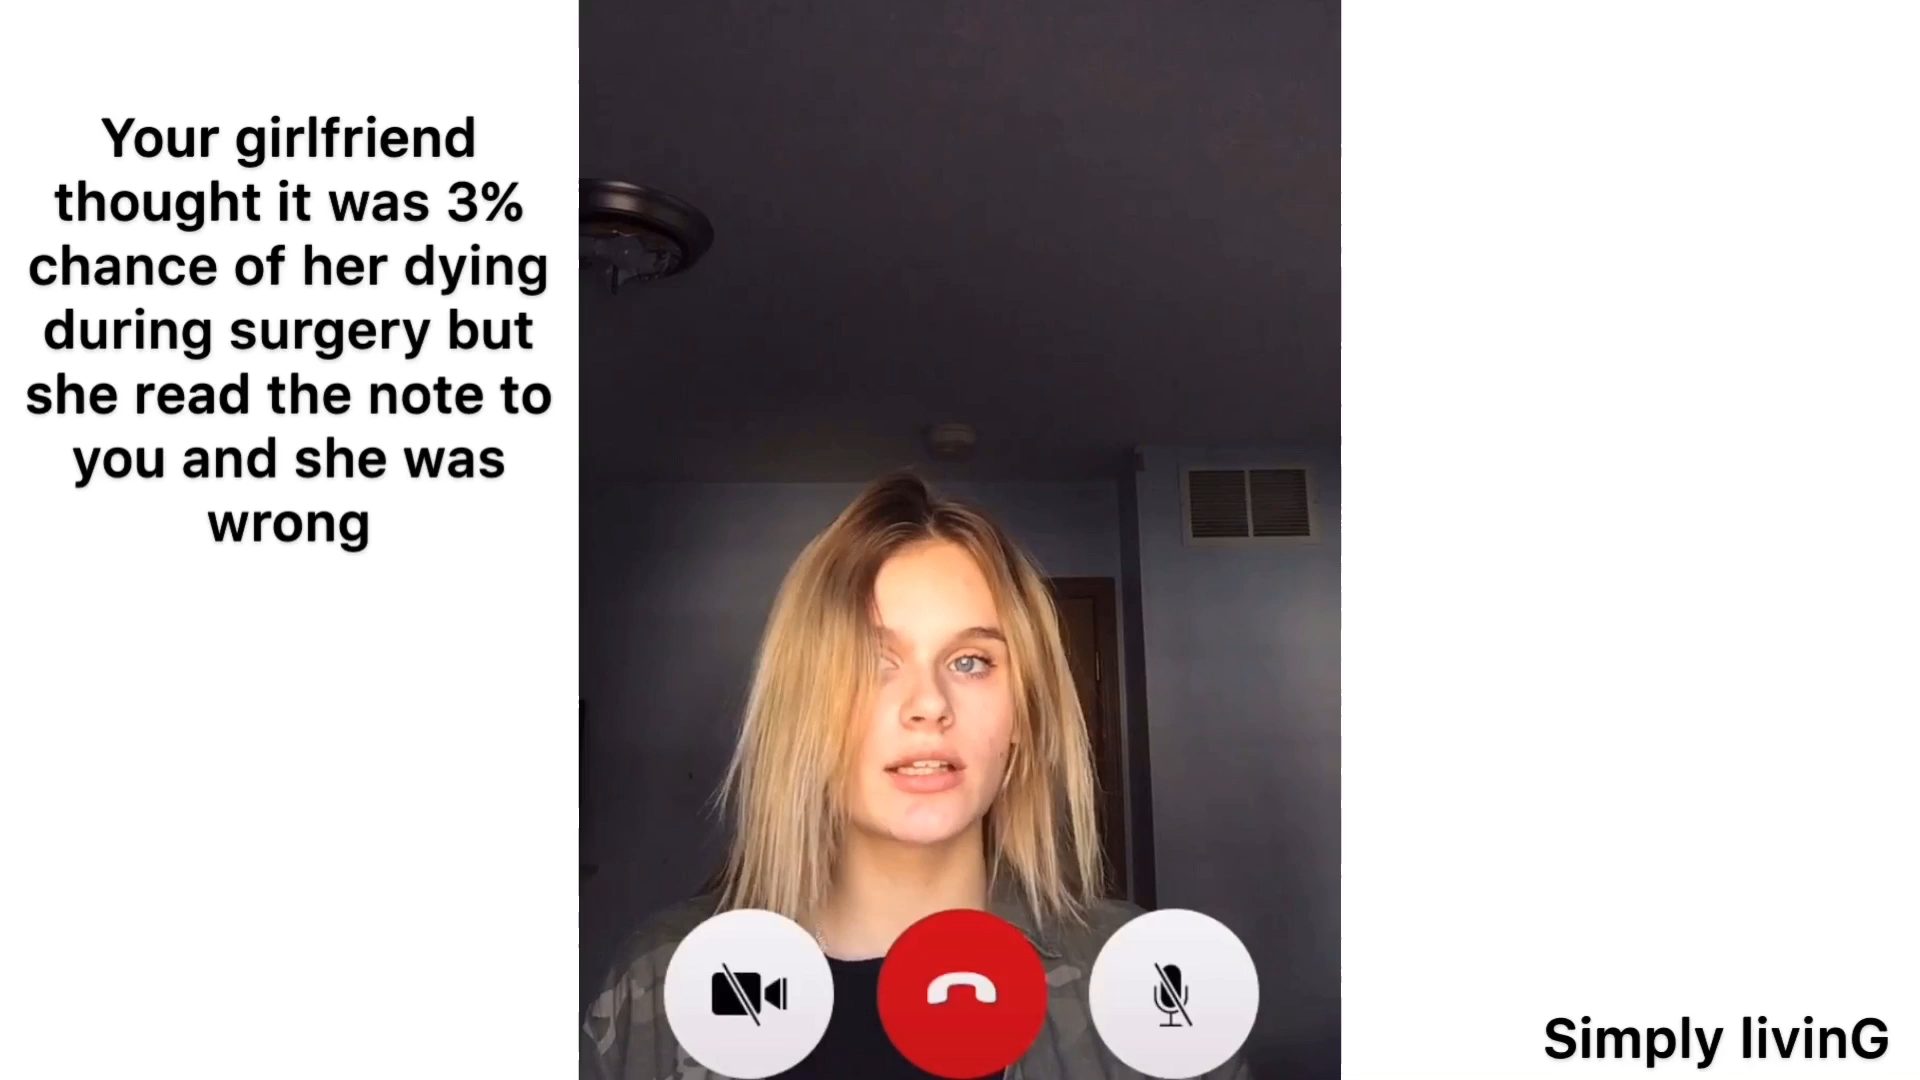 Your girlfriend
thought it was 3%
chance of her dying
during surgery but
she read the note to
you and she was
wrong
Simply livinG